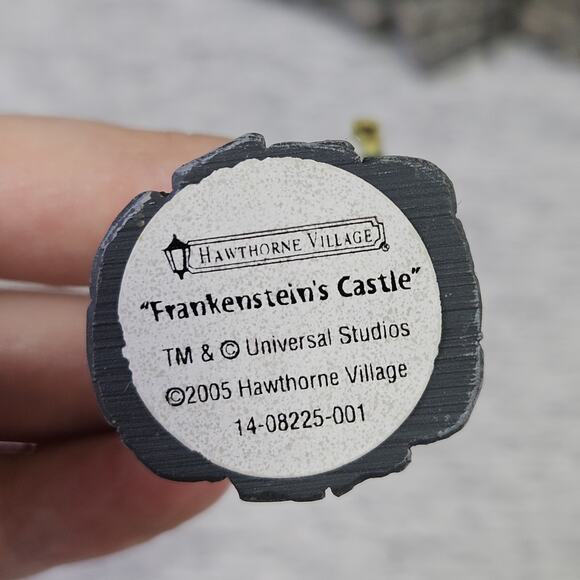 HAWTHORNE VILLAGE®
"Frankenstein's Castle"
TM & © Universal Studios
©2005 Hawthorne Village
14-08225-001